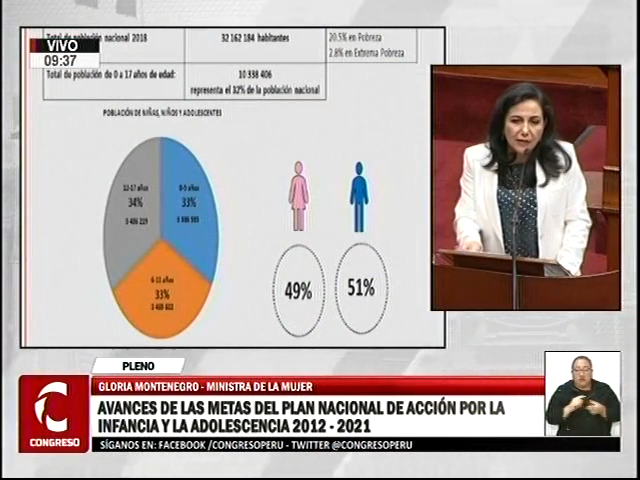 VIVO
09:37
Total de población nacional 2018
32 162 184 habitantes
20.5% en Pobreza
2.8% en Extrema Pobreza
Total de población de 0 a 17 años de edad:
10 338 406
representa el 32% de la población nacional
POBLACIÓN DE NIÑAS, NIÑOS Y ADOLESCENTES
12-17 años
34%
0-5 años
33%
6-11 años
33%
49%
51%
PLENO
GLORIA MONTENEGRO - MINISTRA DE LA MUJER
AVANCES DE LAS METAS DEL PLAN NACIONAL DE ACCIÓN POR LA
INFANCIA Y LA ADOLESCENCIA 2012 - 2021
CONGRESO
SÍGANOS EN: FACEBOOK /CONGRESOPERU - TWITTER @CONGRESOPERU